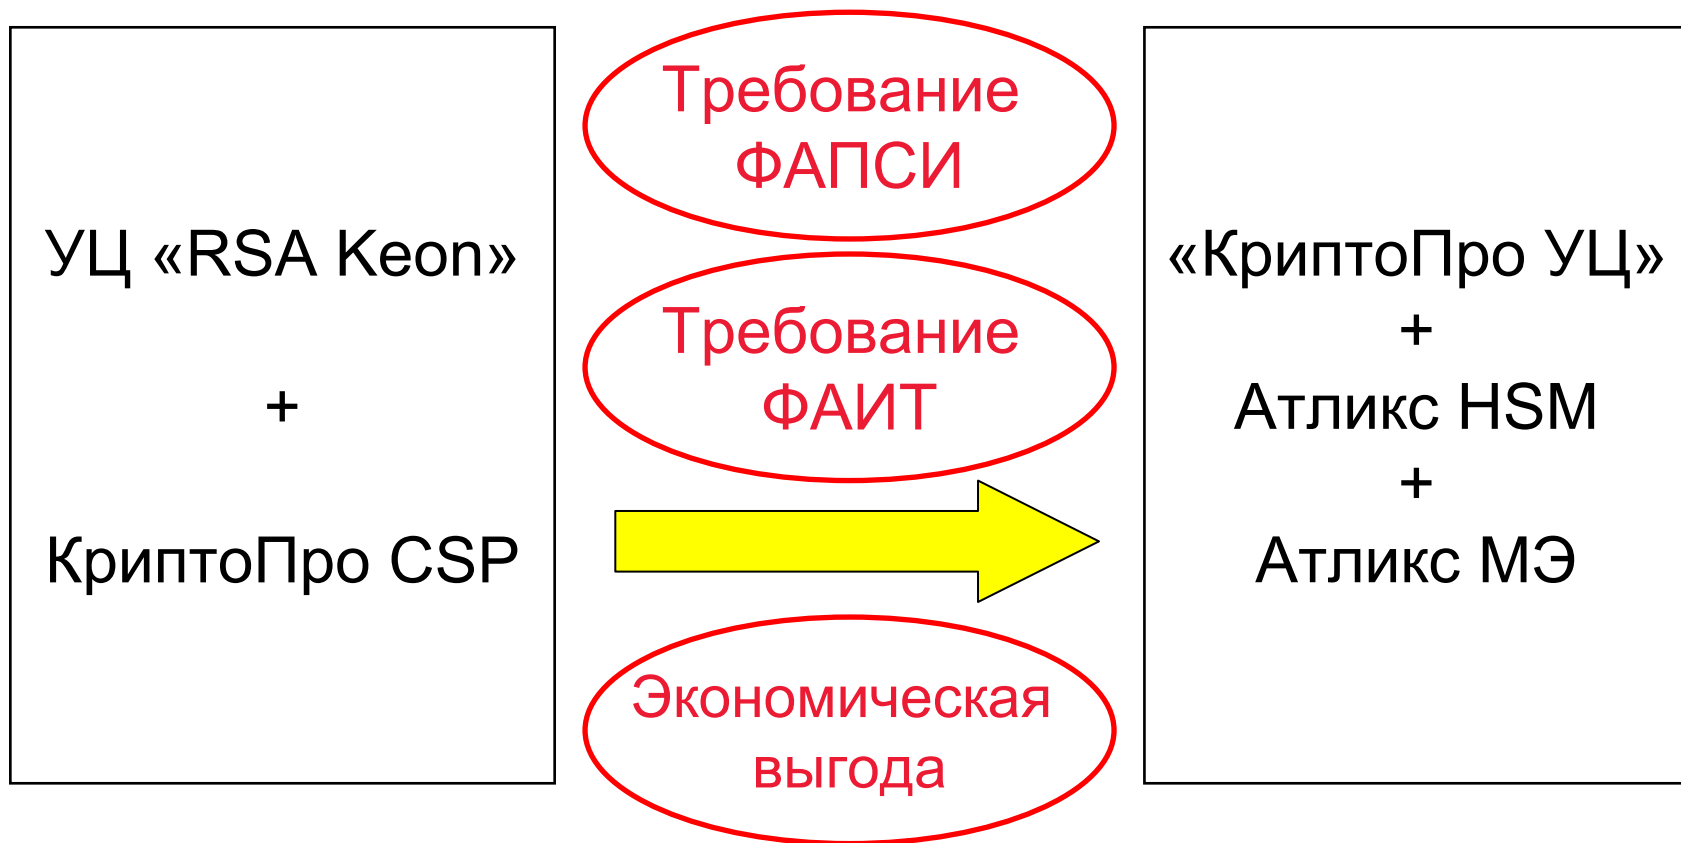 УЦ «RSA Keon»
+
КриптоПро CSP
Требование
ФАПСИ
Требование
ФАИТ
Экономическая
выгода
«КриптоПро УЦ»
+
Атликс HSM
+
Атликс МЭ